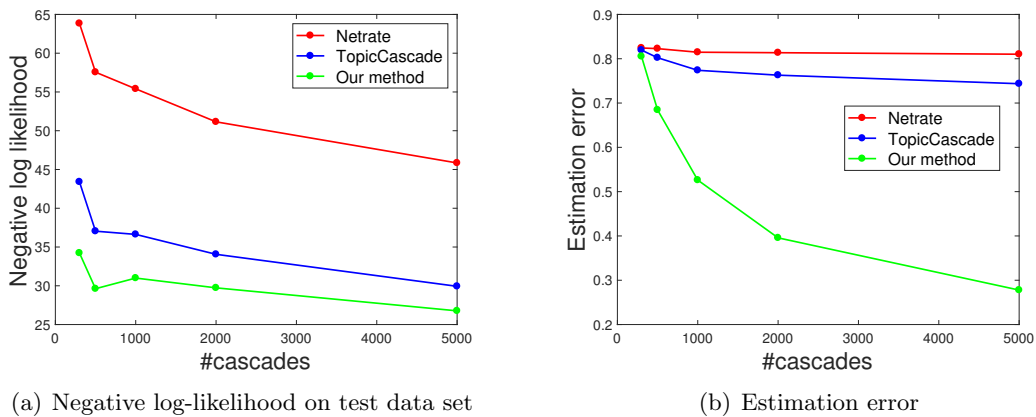 65
60
55
50
45
40
35
30
25
Negative log likelihood
Netrate
TopicCascade
Our method
0 1000 2000 3000 4000 5000
#cascades
(a) Negative log-likelihood on test data set
0.9
0.8
0.7
0.6
0.5
0.4
0.3
0.2
Estimation error
Netrate
TopicCascade
Our method
0 1000 2000 3000 4000 5000
#cascades
(b) Estimation error